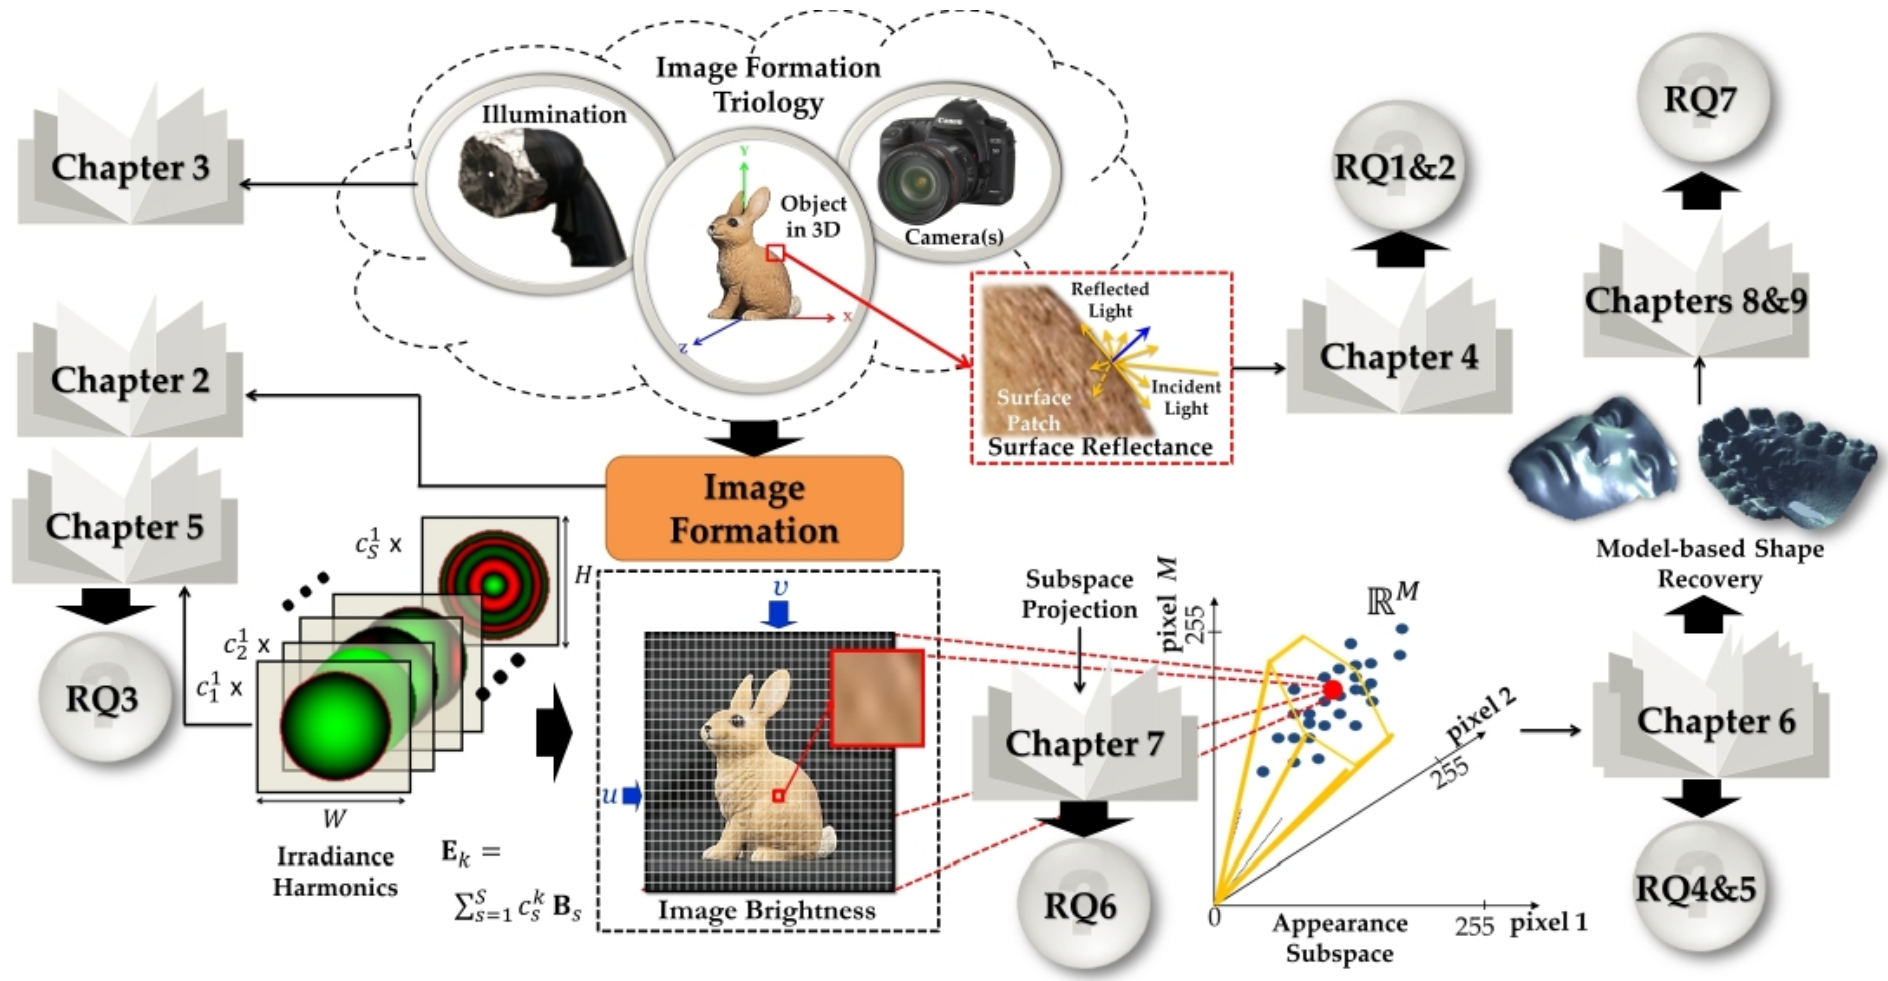 Image Formation
Triology
Illumination
Canon
Object
in 3D
Camera(s)
Y
X
Z
Chapter 3
Chapter 2
Chapter 5
RQ3
Reflected
Light
Incident
Light
Surface
Patch
Surface Reflectance
RQ1&2
Chapter 4
RQ7
Chapters 8&9
Model-based Shape
Recovery
Image
Formation
c_S^1 x
H
c_2^1 x
c_1^1 x
W
Irradiance
Harmonics
E_k =
∑_{s=1}^S c_s^k B_s
v
u
Image Brightness
Subspace
Projection
Chapter 7
RQ6
pixel M
255
ℝ^M
pixel 2
255
0
255 pixel 1
Appearance
Subspace
Chapter 6
RQ4&5